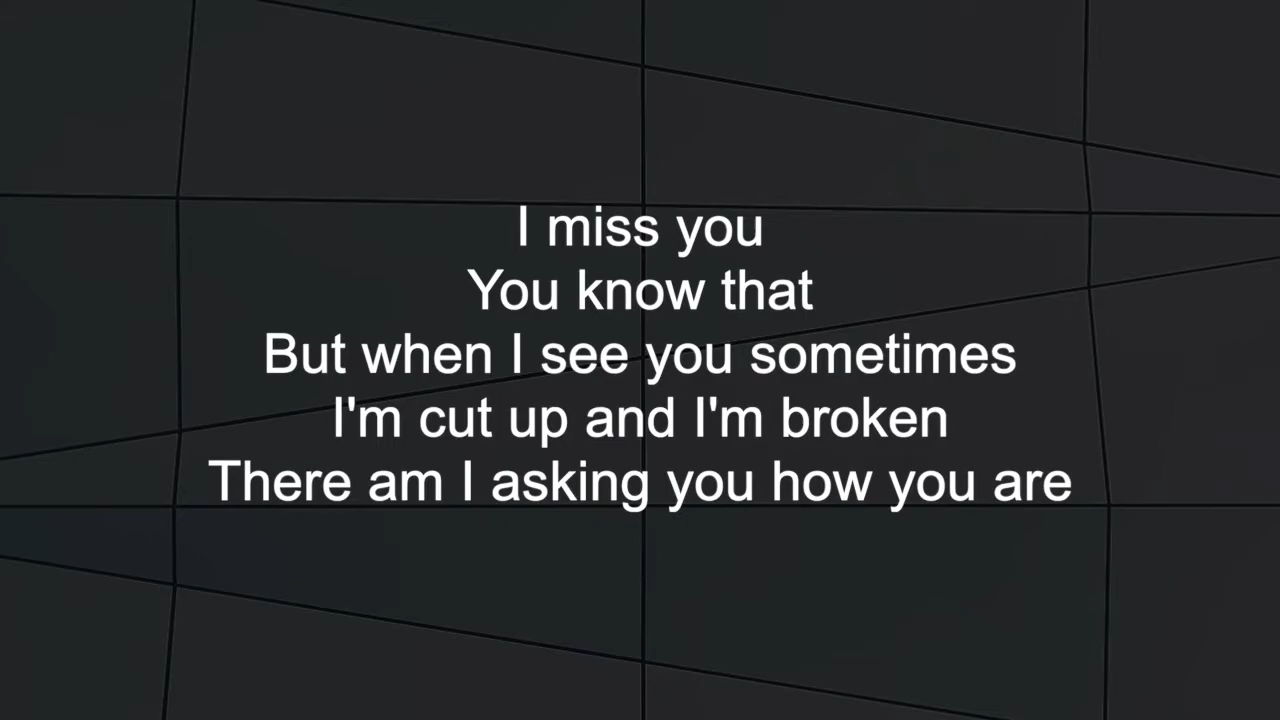 I miss you
You know that
But when I see you sometimes
I'm cut up and I'm broken
There am I asking you how you are